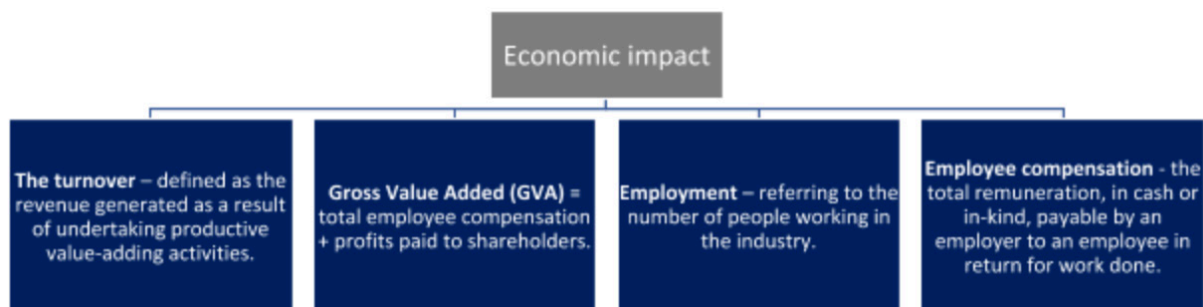 Economic impact
The turnover – defined as the
revenue generated as a result
of undertaking productive
value-adding activities.
Gross Value Added (GVA) =
total employee compensation
+ profits paid to shareholders.
Employment – referring to the
number of people working in
the industry.
Employee compensation - the
total remuneration, in cash or
in-kind, payable by an
employer to an employee in
return for work done.